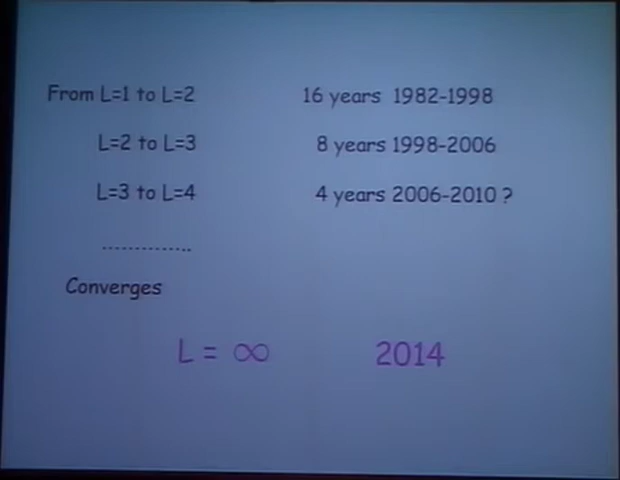 From L=1 to L=2 16 years 1982-1998
L=2 to L=3 8 years 1998-2006
L=3 to L=4 4 years 2006-2010 ?
..............
Converges
L = ∞ 2014